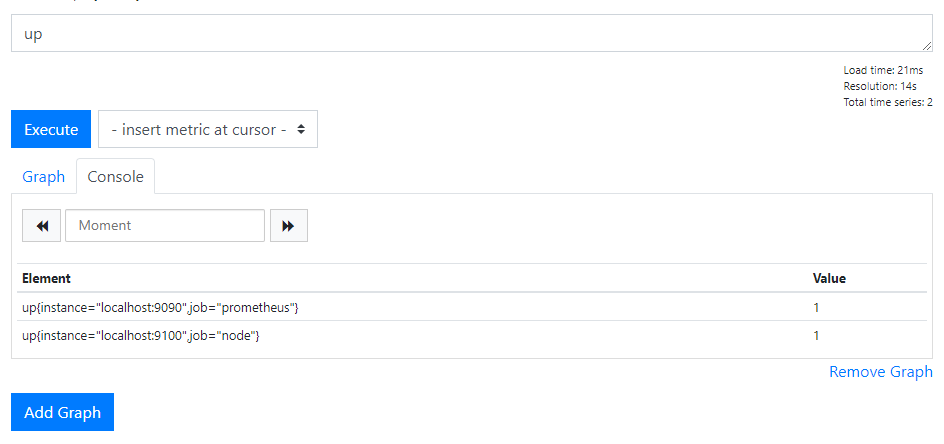 up
Load time: 21ms
Resolution: 14s
Total time series: 2
Execute
- insert metric at cursor -
Graph
Console
Moment
Element Value
up{instance="localhost:9090",job="prometheus"} 1
up{instance="localhost:9100",job="node"} 1
Remove Graph
Add Graph